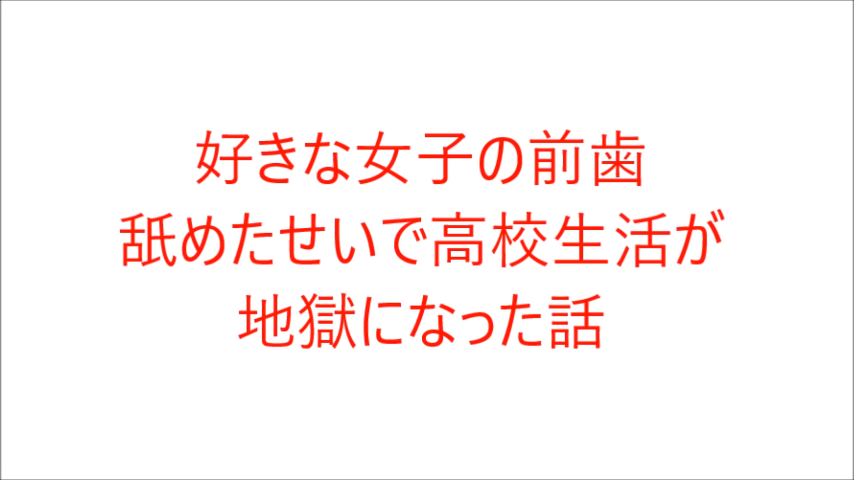 好きな女子の前歯
舐めたせいで高校生活が
地獄になった話